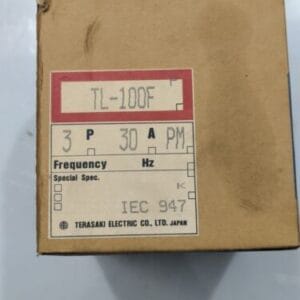 P
TL-100F
3 P 30 A PM
Frequency Hz
Special Spec.
K
IEC 947
TERASAKI ELECTRIC CO., LTD. JAPAN